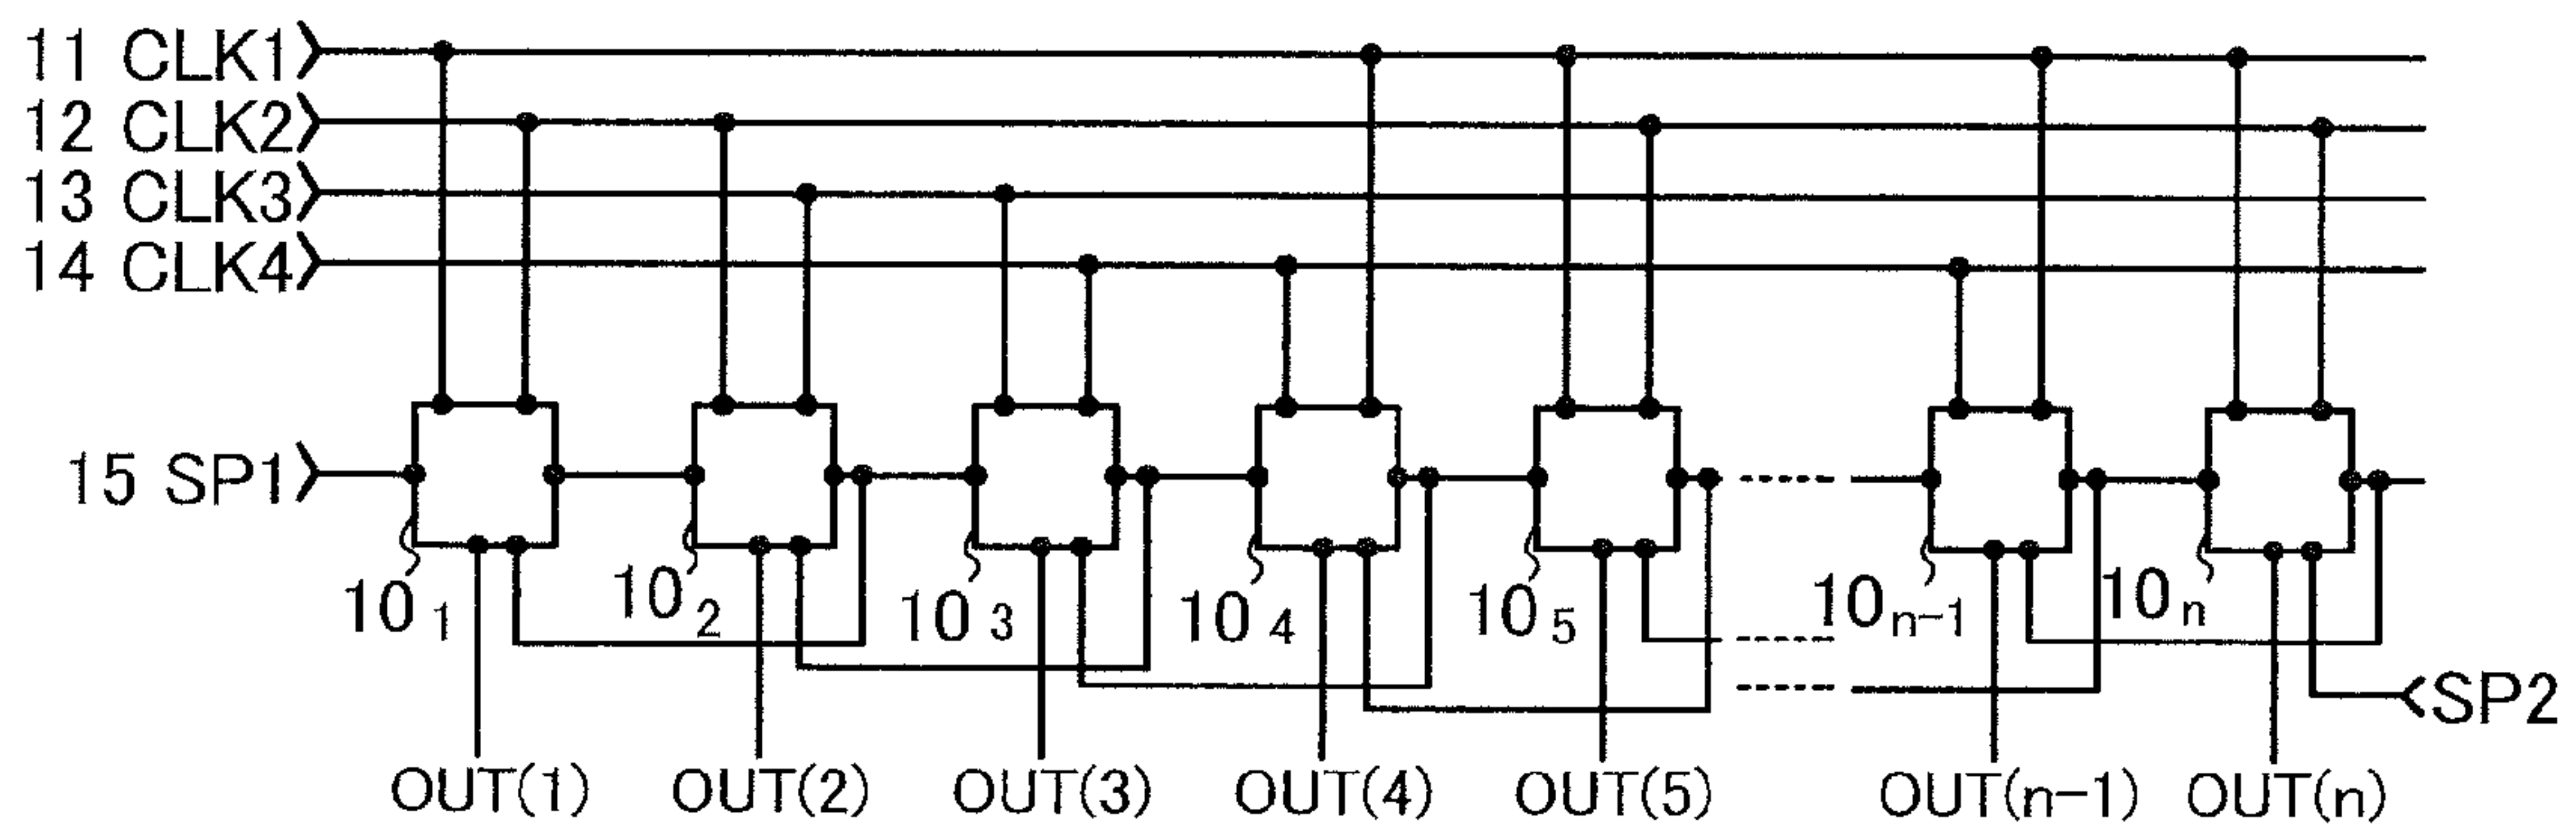 11 CLK1
12 CLK2
13 CLK3
14 CLK4
15 SP1
10 1
10 2
10 3
10 4
10 5
10 n-1
10 n
SP2
OUT(1)
OUT(2)
OUT(3)
OUT(4)
OUT(5)
OUT(n-1)
OUT(n)